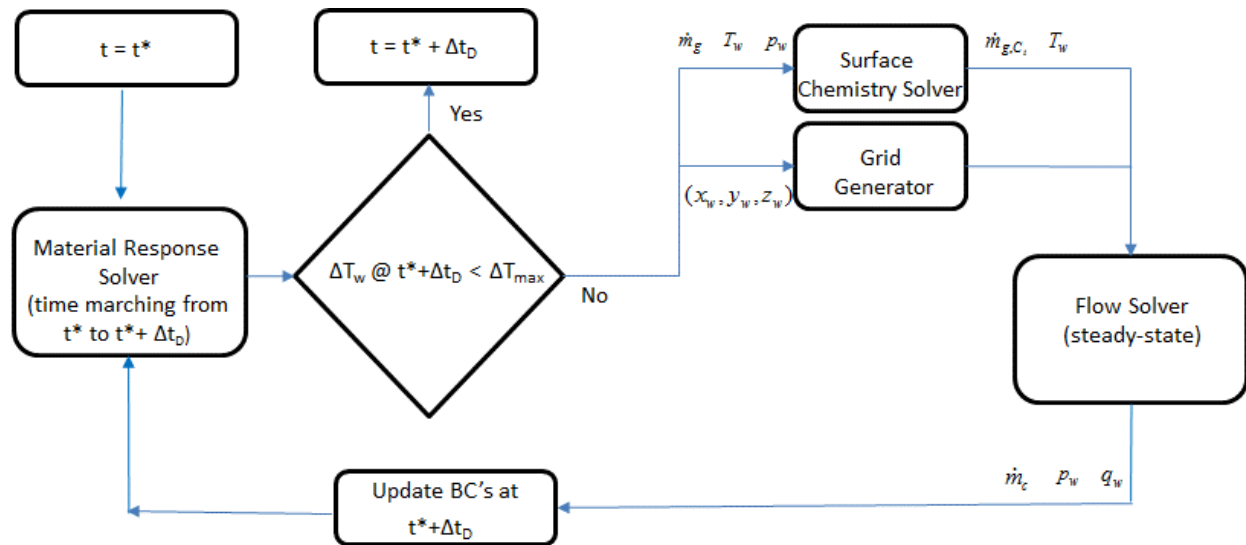 t = t*
t = t* + Δt_D
Yes
ṁ_g T_w p_w
Surface
Chemistry Solver
ṁ_{g,C_i} T_w
Grid
Generator
(x_w, y_w, z_w)
Material Response
Solver
(time marching from
t* to t*+ Δt_D)
ΔT_w @ t*+Δt_D < ΔT_max
No
Flow Solver
(steady-state)
ṁ_c p_w q_w
Update BC's at
t*+Δt_D